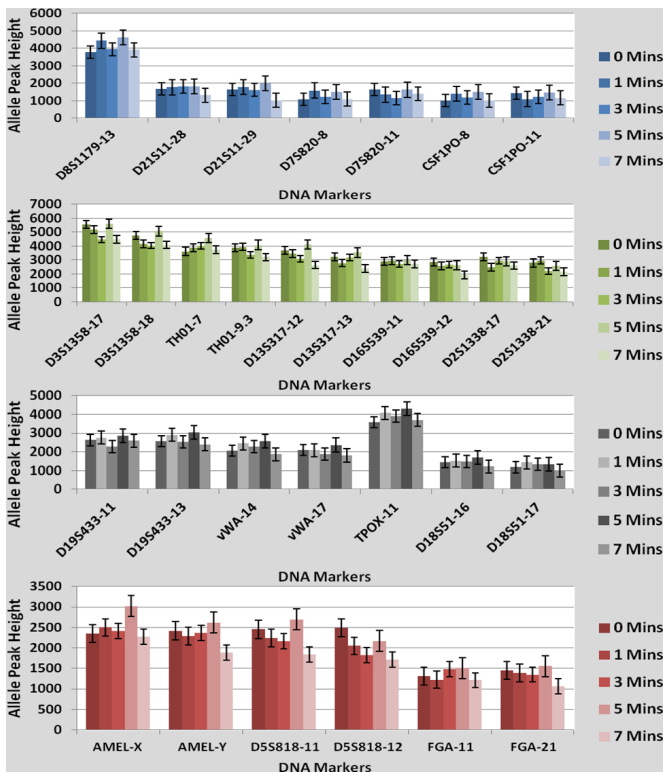 Allele Peak Height
6000
5000
4000
3000
2000
1000
0
D8S1179-13
D21S11-28
D21S11-29
D7S820-8
D7S820-11
CSF1PO-8
CSF1PO-11
DNA Markers
0 Mins
1 Mins
3 Mins
5 Mins
7 Mins
Allele Peak Height
7000
6000
5000
4000
3000
2000
1000
0
D3S1358-17
D3S1358-18
TH01-7
TH01-9.3
D13S317-12
D13S317-13
D16S539-11
D16S539-12
D2S1338-17
D2S1338-21
DNA Markers
0 Mins
1 Mins
3 Mins
5 Mins
7 Mins
Allele Peak Height
5000
4000
3000
2000
1000
0
D19S433-11
D19S433-13
vWA-14
vWA-17
TPOX-11
D18S51-16
D18S51-17
DNA Markers
0 Mins
1 Mins
3 Mins
5 Mins
7 Mins
Allele Peak Height
3500
3000
2500
2000
1500
1000
500
0
AMEL-X
AMEL-Y
D5S818-11
D5S818-12
FGA-11
FGA-21
DNA Markers
0 Mins
1 Mins
3 Mins
5 Mins
7 Mins